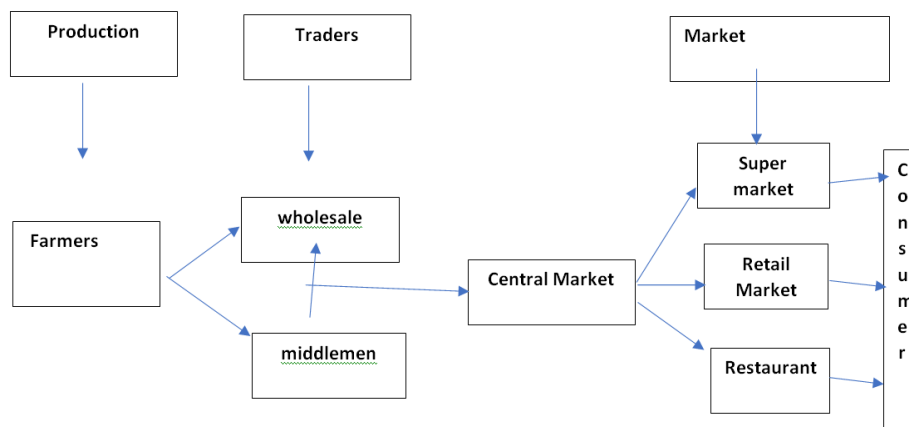 Production
Traders
Market
Farmers
wholesale
middlemen
Central Market
Super
market
Retail
Market
Restaurant
C
o
n
s
u
m
e
r